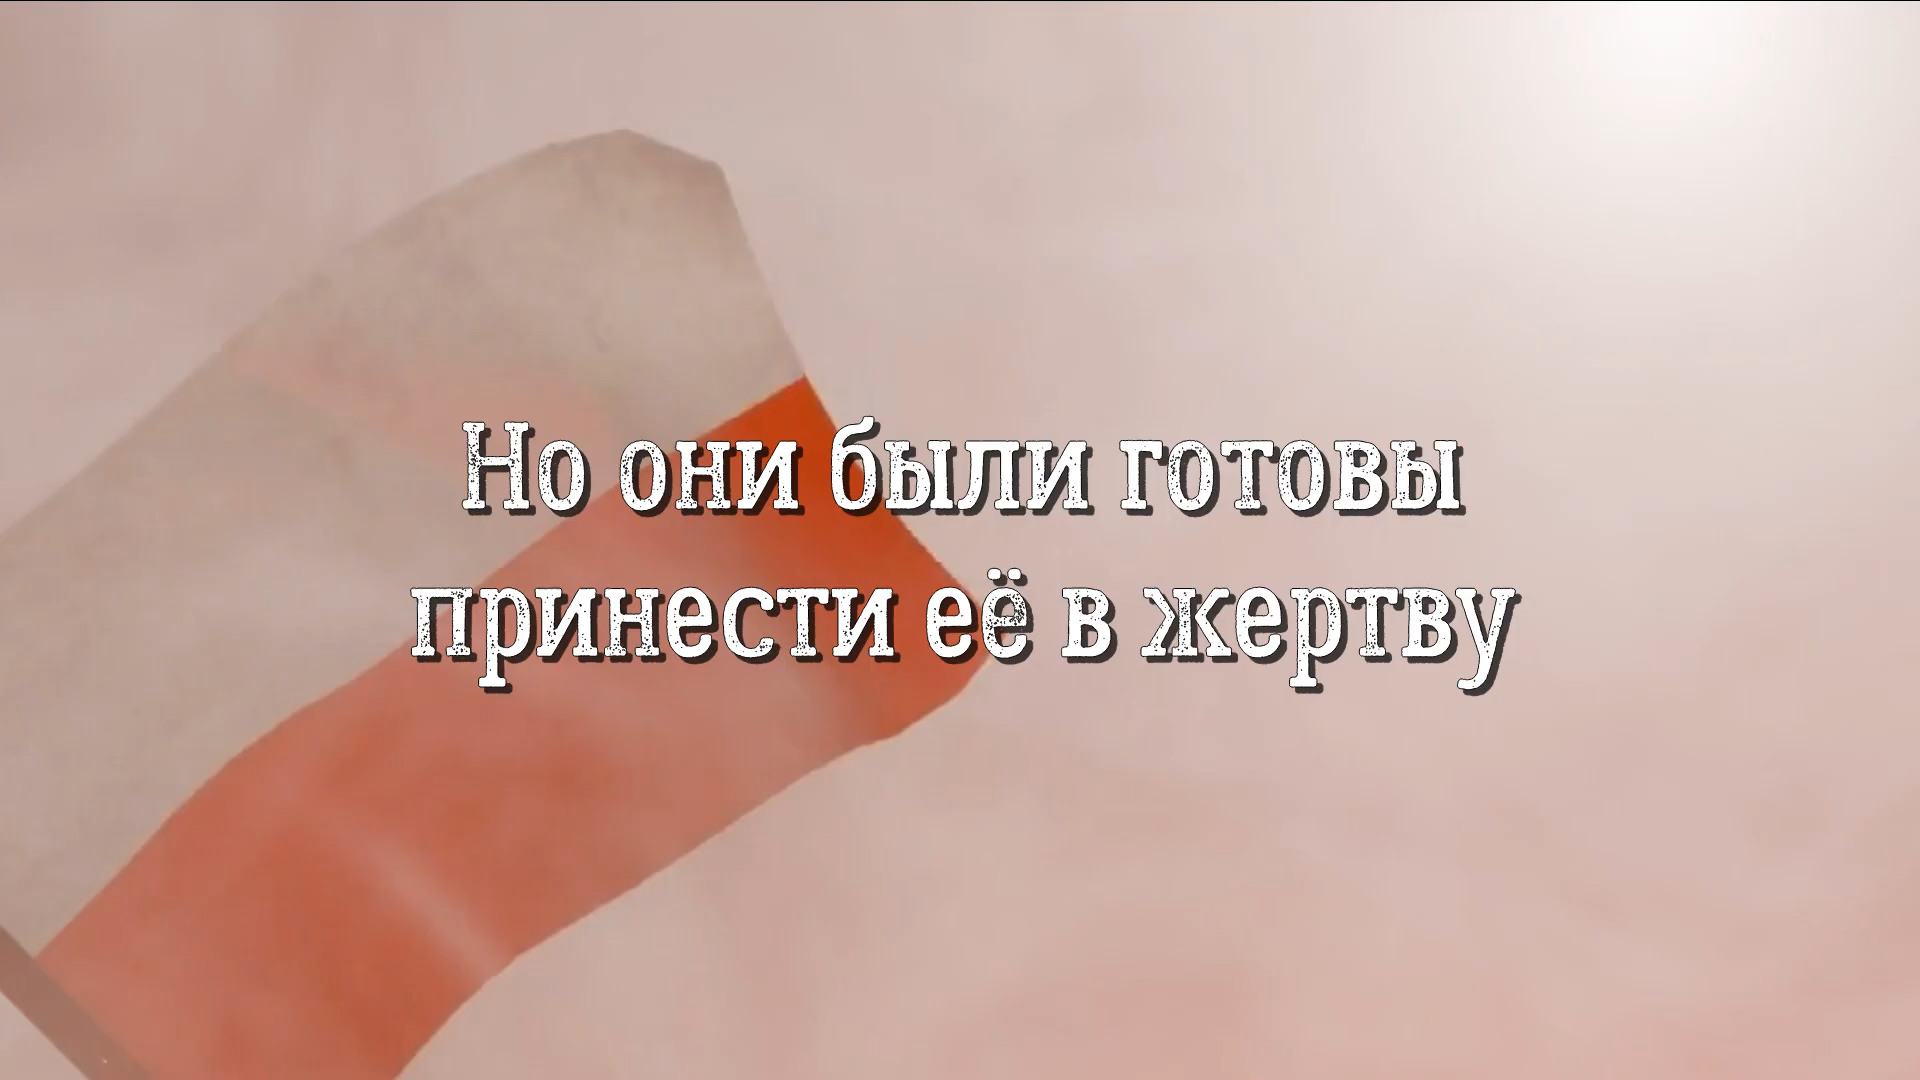 Но они были готовы
принести её в жертву